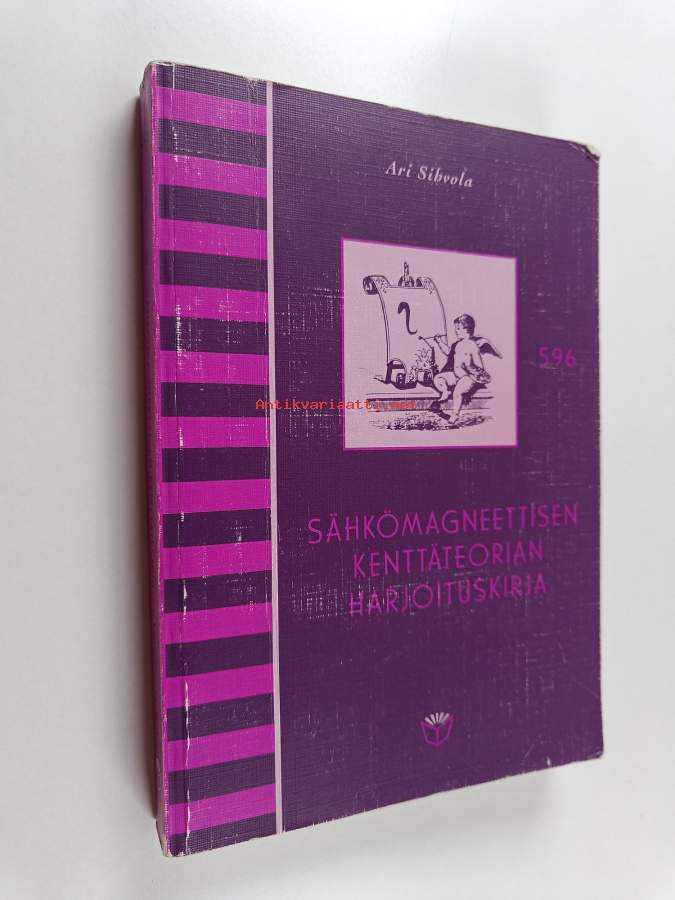 Ari Sihvola
596
Antikvariaatti.net
SÄHKÖMAGNEETTISEN
KENTTÄTEORIAN
HARJOITUSKIRJA